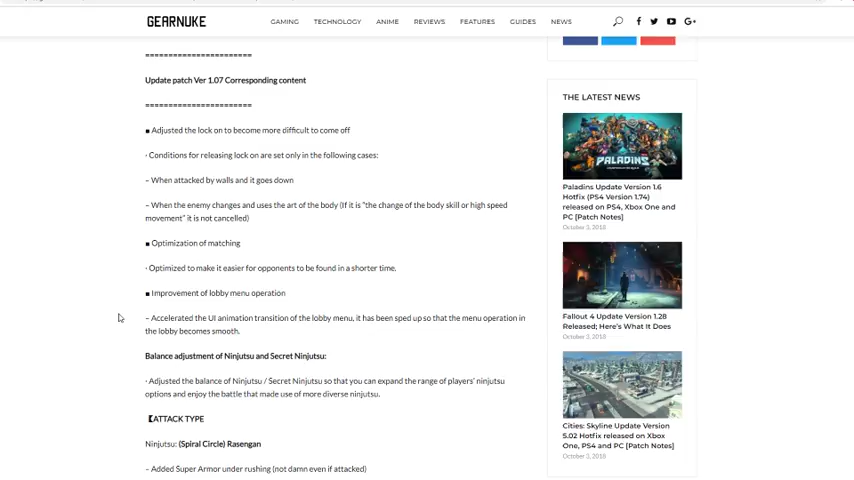 GEARNUKE
GAMING TECHNOLOGY ANIME REVIEWS FEATURES GUIDES NEWS
=======================
Update patch Ver 1.07 Corresponding content
=======================
■ Adjusted the lock on to become more difficult to come off
· Conditions for releasing lock on are set only in the following cases:
– When attacked by walls and it goes down
– When the enemy changes and uses the art of the body (If it is "the change of the body skill or high speed
movement" it is not cancelled)
■ Optimization of matching
· Optimized to make it easier for opponents to be found in a shorter time.
■ Improvement of lobby menu operation
– Accelerated the UI animation transition of the lobby menu, it has been sped up so that the menu operation in
the lobby becomes smooth.
Balance adjustment of Ninjutsu and Secret Ninjutsu:
· Adjusted the balance of Ninjutsu / Secret Ninjutsu so that you can expand the range of players' ninjutsu
options and enjoy the battle that made use of more diverse ninjutsu.
【ATTACK TYPE
Ninjutsu: (Spiral Circle) Rasengan
– Added Super Armor under rushing (not damn even if attacked)
THE LATEST NEWS
PALADINS
Paladins Update Version 1.6
Hotfix (PS4 Version 1.74)
released on PS4, Xbox One and
PC [Patch Notes]
October 3, 2018
Fallout 4 Update Version 1.28
Released; Here's What It Does
October 3, 2018
Cities: Skyline Update Version
5.02 Hotfix released on Xbox
One, PS4 and PC [Patch Notes]
October 3, 2018